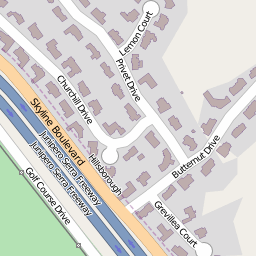 Lemon Court
Privet Drive
Churchill Drive
Skyline Boulevard
Junipero Serra Freeway
Junipero Serra Freeway
Hillsborough
Butternut Drive
Golf Course Drive
Grevillea Court